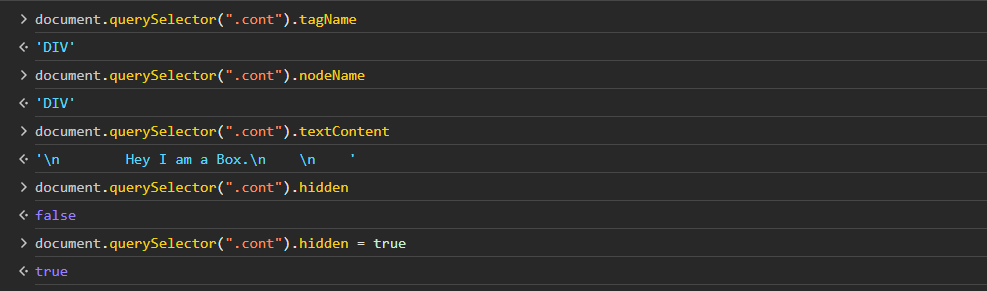 > document.querySelector(".cont").tagName
<· 'DIV'
> document.querySelector(".cont").nodeName
<· 'DIV'
> document.querySelector(".cont").textContent
<· '\n        Hey I am a Box.\n    \n    '
> document.querySelector(".cont").hidden
<· false
> document.querySelector(".cont").hidden = true
<· true